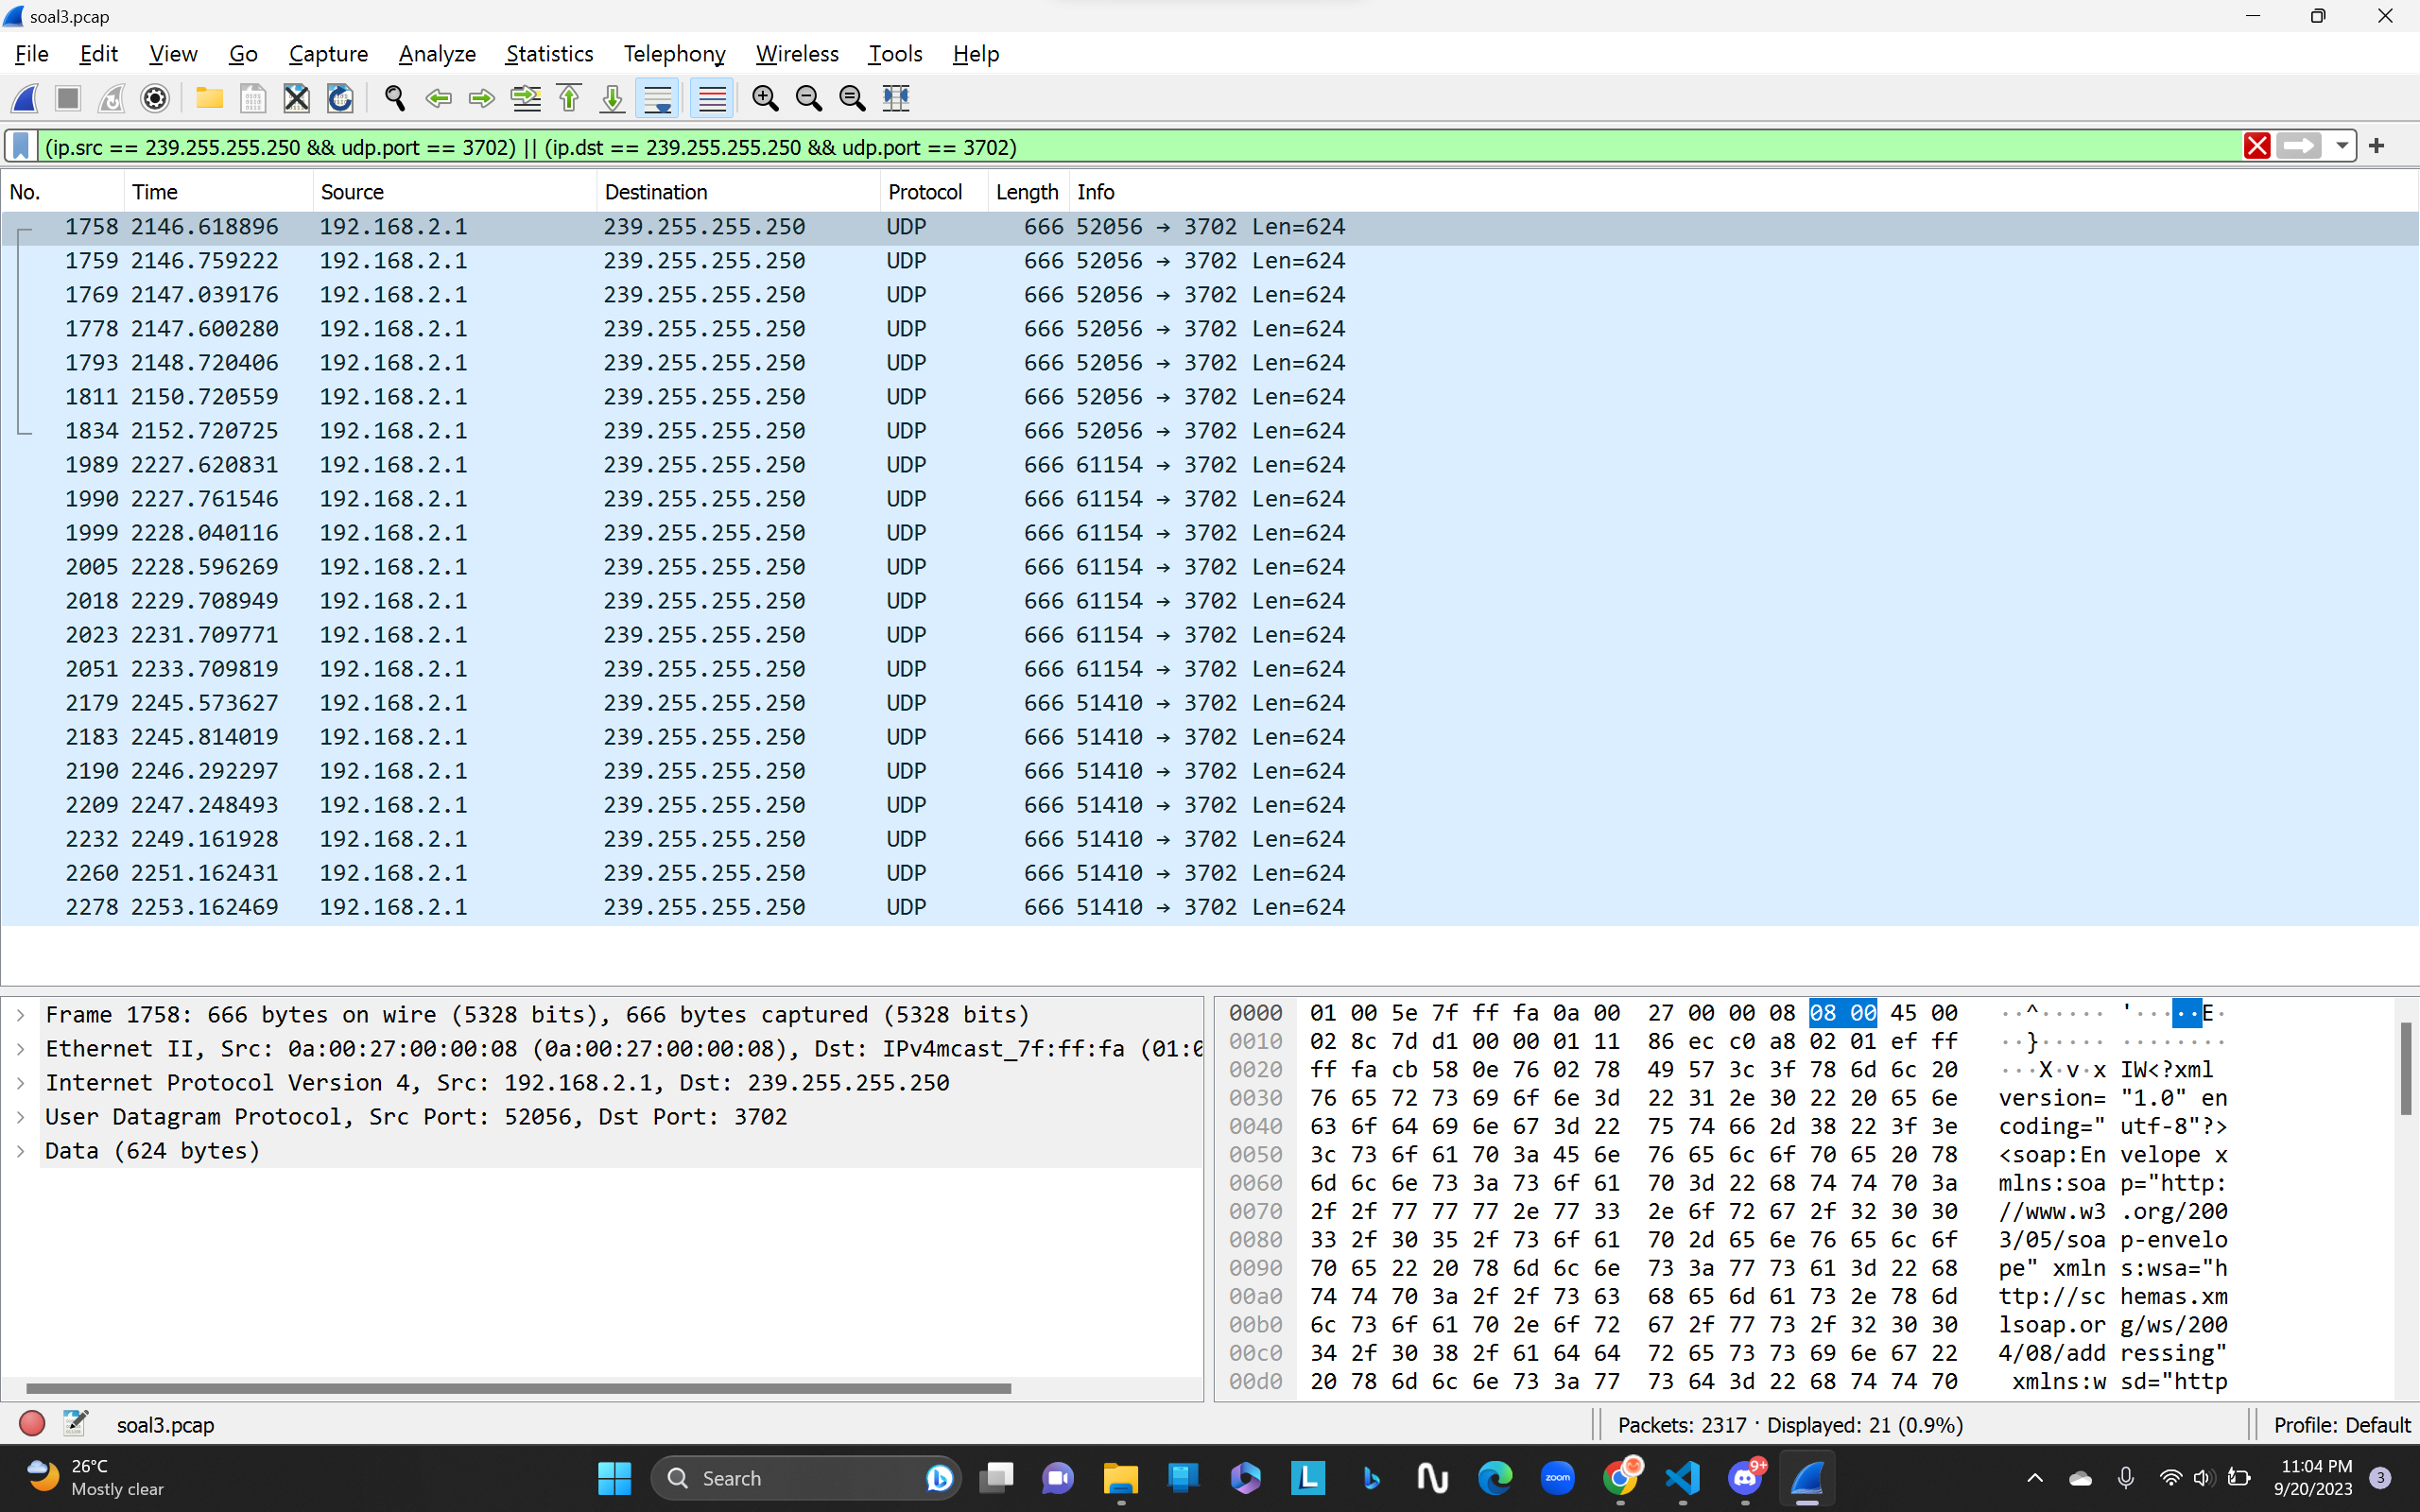 soal3.pcap
File Edit View Go Capture Analyze Statistics Telephony Wireless Tools Help
(ip.src == 239.255.255.250 && udp.port == 3702) || (ip.dst == 239.255.255.250 && udp.port == 3702)
No. Time Source Destination Protocol Length Info
1758 2146.618896 192.168.2.1 239.255.255.250 UDP 666 52056 → 3702 Len=624
1759 2146.759222 192.168.2.1 239.255.255.250 UDP 666 52056 → 3702 Len=624
1769 2147.039176 192.168.2.1 239.255.255.250 UDP 666 52056 → 3702 Len=624
1778 2147.600280 192.168.2.1 239.255.255.250 UDP 666 52056 → 3702 Len=624
1793 2148.720406 192.168.2.1 239.255.255.250 UDP 666 52056 → 3702 Len=624
1811 2150.720559 192.168.2.1 239.255.255.250 UDP 666 52056 → 3702 Len=624
1834 2152.720725 192.168.2.1 239.255.255.250 UDP 666 52056 → 3702 Len=624
1989 2227.620831 192.168.2.1 239.255.255.250 UDP 666 61154 → 3702 Len=624
1990 2227.761546 192.168.2.1 239.255.255.250 UDP 666 61154 → 3702 Len=624
1999 2228.040116 192.168.2.1 239.255.255.250 UDP 666 61154 → 3702 Len=624
2005 2228.596269 192.168.2.1 239.255.255.250 UDP 666 61154 → 3702 Len=624
2018 2229.708949 192.168.2.1 239.255.255.250 UDP 666 61154 → 3702 Len=624
2023 2231.709771 192.168.2.1 239.255.255.250 UDP 666 61154 → 3702 Len=624
2051 2233.709819 192.168.2.1 239.255.255.250 UDP 666 61154 → 3702 Len=624
2179 2245.573627 192.168.2.1 239.255.255.250 UDP 666 51410 → 3702 Len=624
2183 2245.814019 192.168.2.1 239.255.255.250 UDP 666 51410 → 3702 Len=624
2190 2246.292297 192.168.2.1 239.255.255.250 UDP 666 51410 → 3702 Len=624
2209 2247.248493 192.168.2.1 239.255.255.250 UDP 666 51410 → 3702 Len=624
2232 2249.161928 192.168.2.1 239.255.255.250 UDP 666 51410 → 3702 Len=624
2260 2251.162431 192.168.2.1 239.255.255.250 UDP 666 51410 → 3702 Len=624
2278 2253.162469 192.168.2.1 239.255.255.250 UDP 666 51410 → 3702 Len=624
Frame 1758: 666 bytes on wire (5328 bits), 666 bytes captured (5328 bits)
Ethernet II, Src: 0a:00:27:00:00:08 (0a:00:27:00:00:08), Dst: IPv4mcast_7f:ff:fa (01:0
Internet Protocol Version 4, Src: 192.168.2.1, Dst: 239.255.255.250
User Datagram Protocol, Src Port: 52056, Dst Port: 3702
Data (624 bytes)
0000 01 00 5e 7f ff fa 0a 00 27 00 00 08 08 00 45 00 ··^····· '·····E·
0010 02 8c 7d d1 00 00 01 11 86 ec c0 a8 02 01 ef ff ··}····· ········
0020 ff fa cb 58 0e 76 02 78 49 57 3c 3f 78 6d 6c 20 ···X·v·x IW<?xml
0030 76 65 72 73 69 6f 6e 3d 22 31 2e 30 22 20 65 6e version= "1.0" en
0040 63 6f 64 69 6e 67 3d 22 75 74 66 2d 38 22 3f 3e coding=" utf-8"?>
0050 3c 73 6f 61 70 3a 45 6e 76 65 6c 6f 70 65 20 78 <soap:En velope x
0060 6d 6c 6e 73 3a 73 6f 61 70 3d 22 68 74 74 70 3a mlns:soa p="http:
0070 2f 2f 77 77 77 2e 77 33 2e 6f 72 67 2f 32 30 30 //www.w3 .org/200
0080 33 2f 30 35 2f 73 6f 61 70 2d 65 6e 76 65 6c 6f 3/05/soa p-envelo
0090 70 65 22 20 78 6d 6c 6e 73 3a 77 73 61 3d 22 68 pe" xmln s:wsa="h
00a0 74 74 70 3a 2f 2f 73 63 68 65 6d 61 73 2e 78 6d ttp://sc hemas.xm
00b0 6c 73 6f 61 70 2e 6f 72 67 2f 77 73 2f 32 30 30 lsoap.or g/ws/200
00c0 34 2f 30 38 2f 61 64 64 72 65 73 73 69 6e 67 22 4/08/add ressing"
00d0 20 78 6d 6c 6e 73 3a 77 73 64 3d 22 68 74 74 70 xmlns:w sd="http
soal3.pcap Packets: 2317 · Displayed: 21 (0.9%) Profile: Default
26°C
Mostly clear
Search
L
zoom
9+
11:04 PM
9/20/2023
3